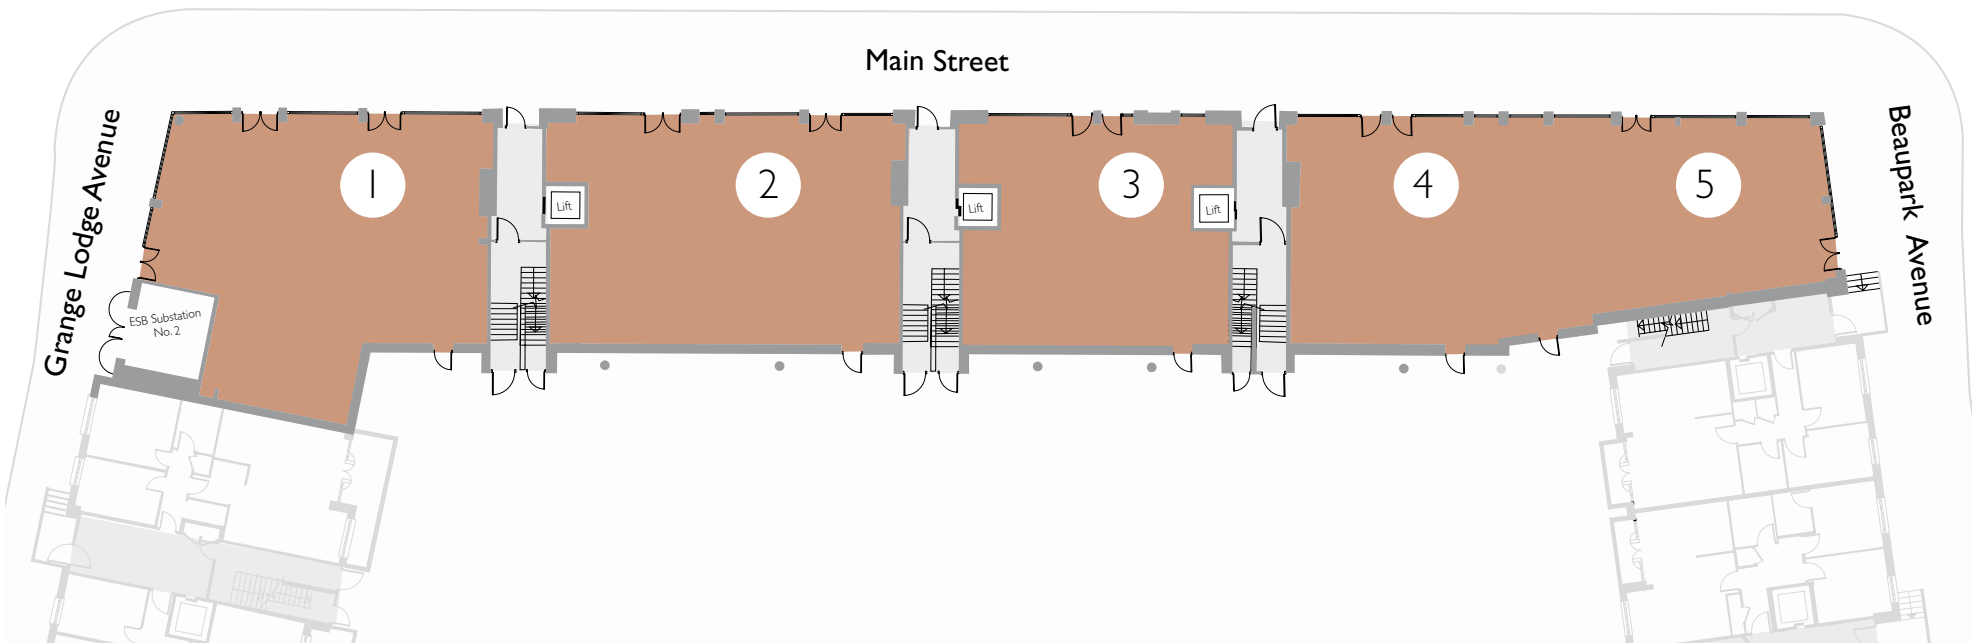 Main Street
Grange Lodge Avenue
Beaupark Avenue
1
2
3
4
5
Lift
Lift
Lift
ESB Substation
No. 2